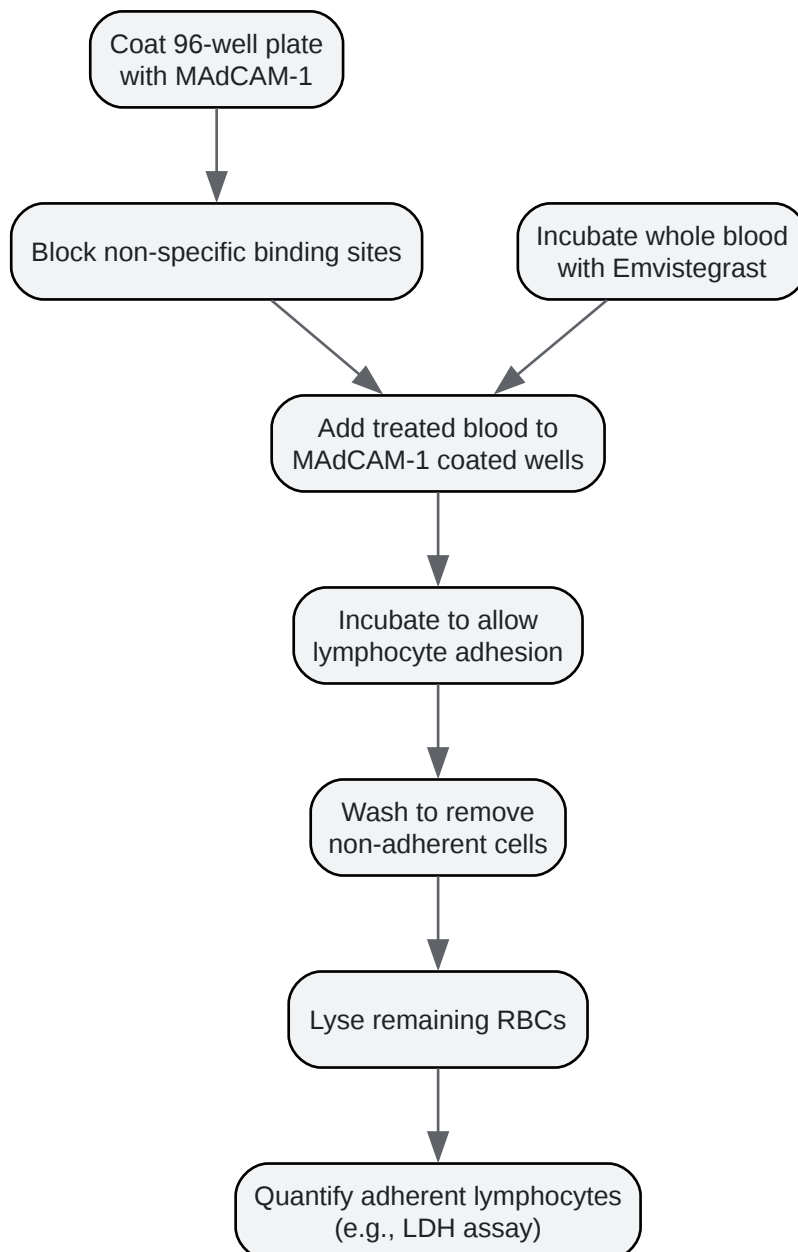 Coat 96-well plate
with MAdCAM-1
Block non-specific binding sites
Incubate whole blood
with Emvistegrast
Add treated blood to
MAdCAM-1 coated wells
Incubate to allow
lymphocyte adhesion
Wash to remove
non-adherent cells
Lyse remaining RBCs
Quantify adherent lymphocytes
(e.g., LDH assay)